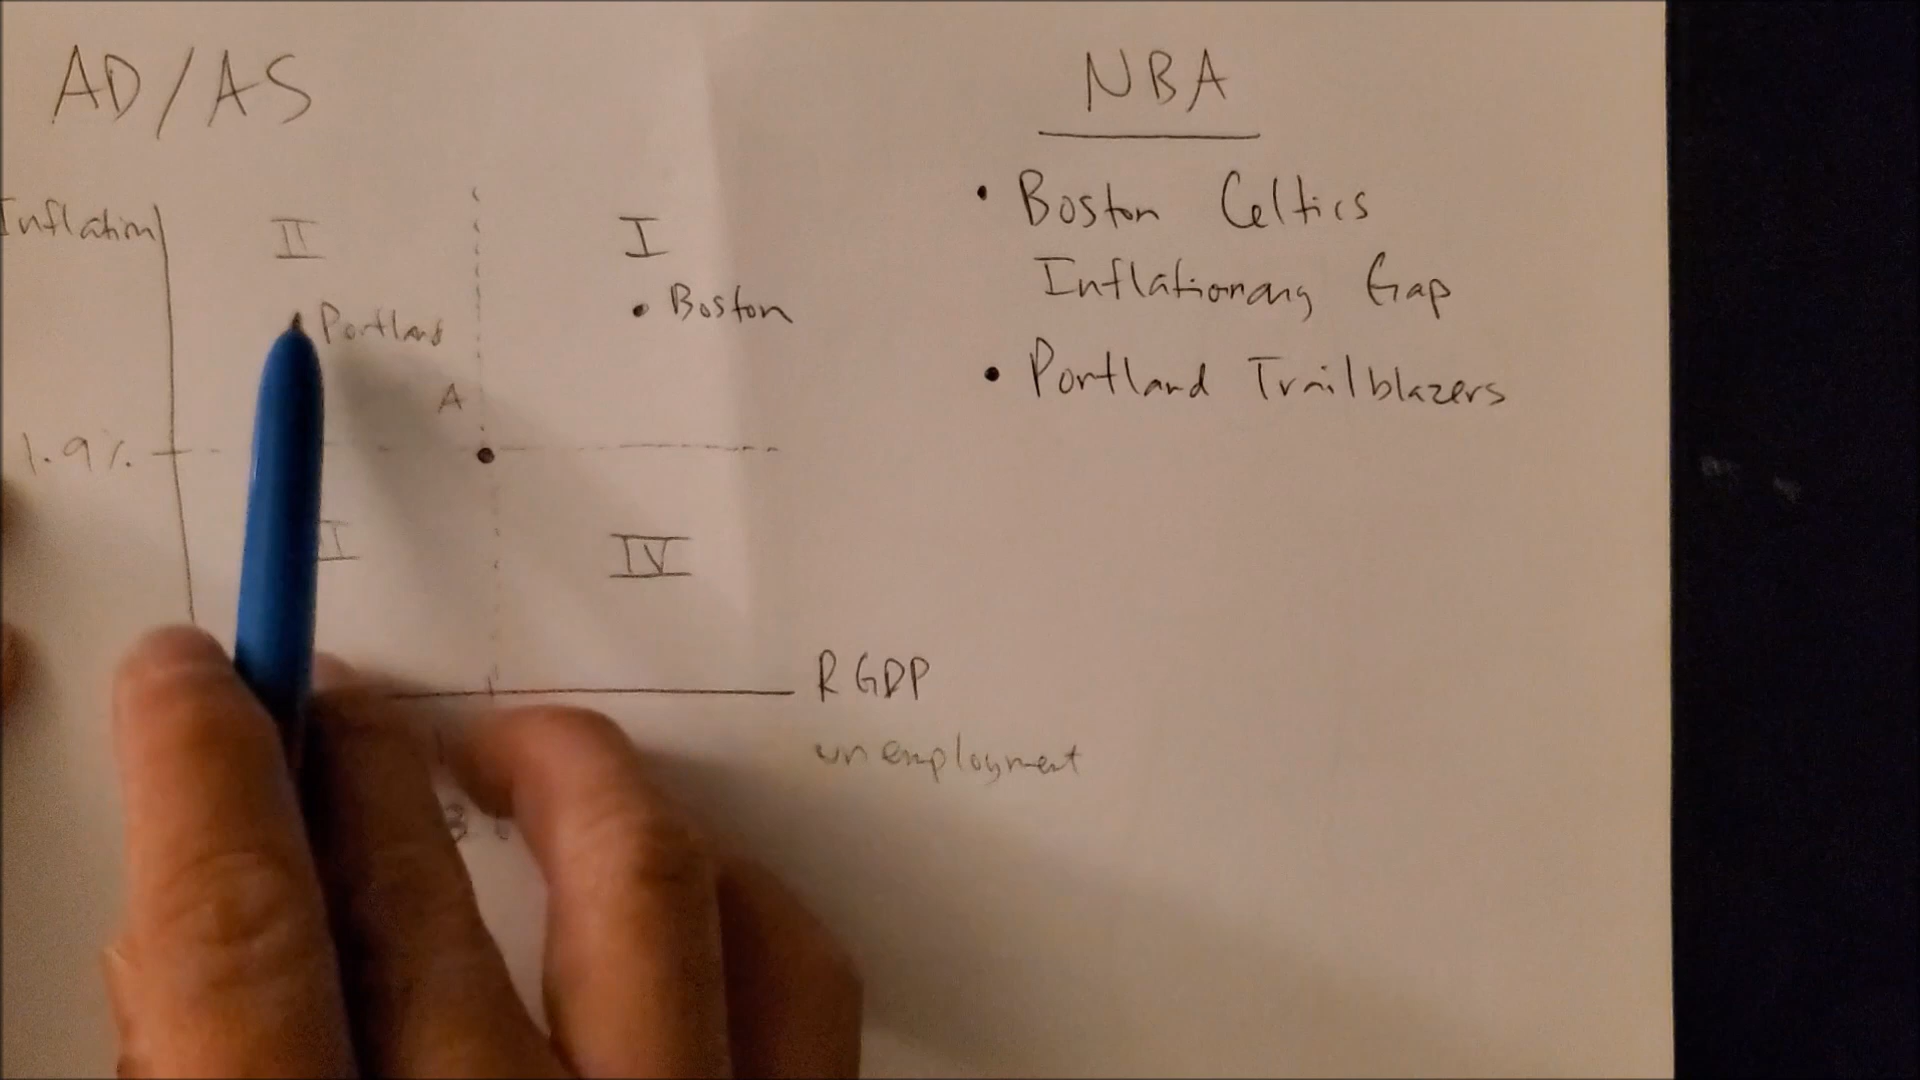 AD/AS
NBA
Inflation
II
I
• Boston Celtics
Inflationary Gap
Portland
• Boston
• Portland Trailblazers
A
1.9%
IV
RGDP
unemployment